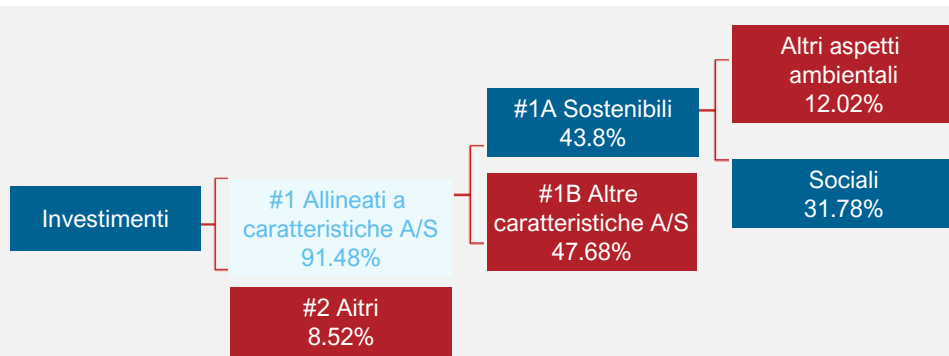 Investimenti
#1 Allineati a
caratteristiche A/S
91.48%
#2 Aitri
8.52%
#1A Sostenibili
43.8%
#1B Altre
caratteristiche A/S
47.68%
Altri aspetti
ambientali
12.02%
Sociali
31.78%